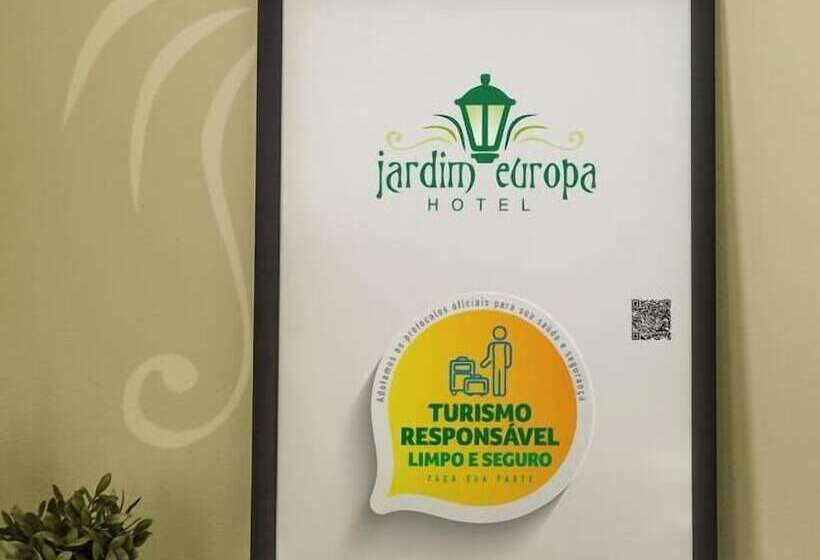 jardim europa
HOTEL
Adotamos os protocolos oficiais para sua saúde e segurança
TURISMO
RESPONSÁVEL
LIMPO E SEGURO
FAÇA SUA PARTE